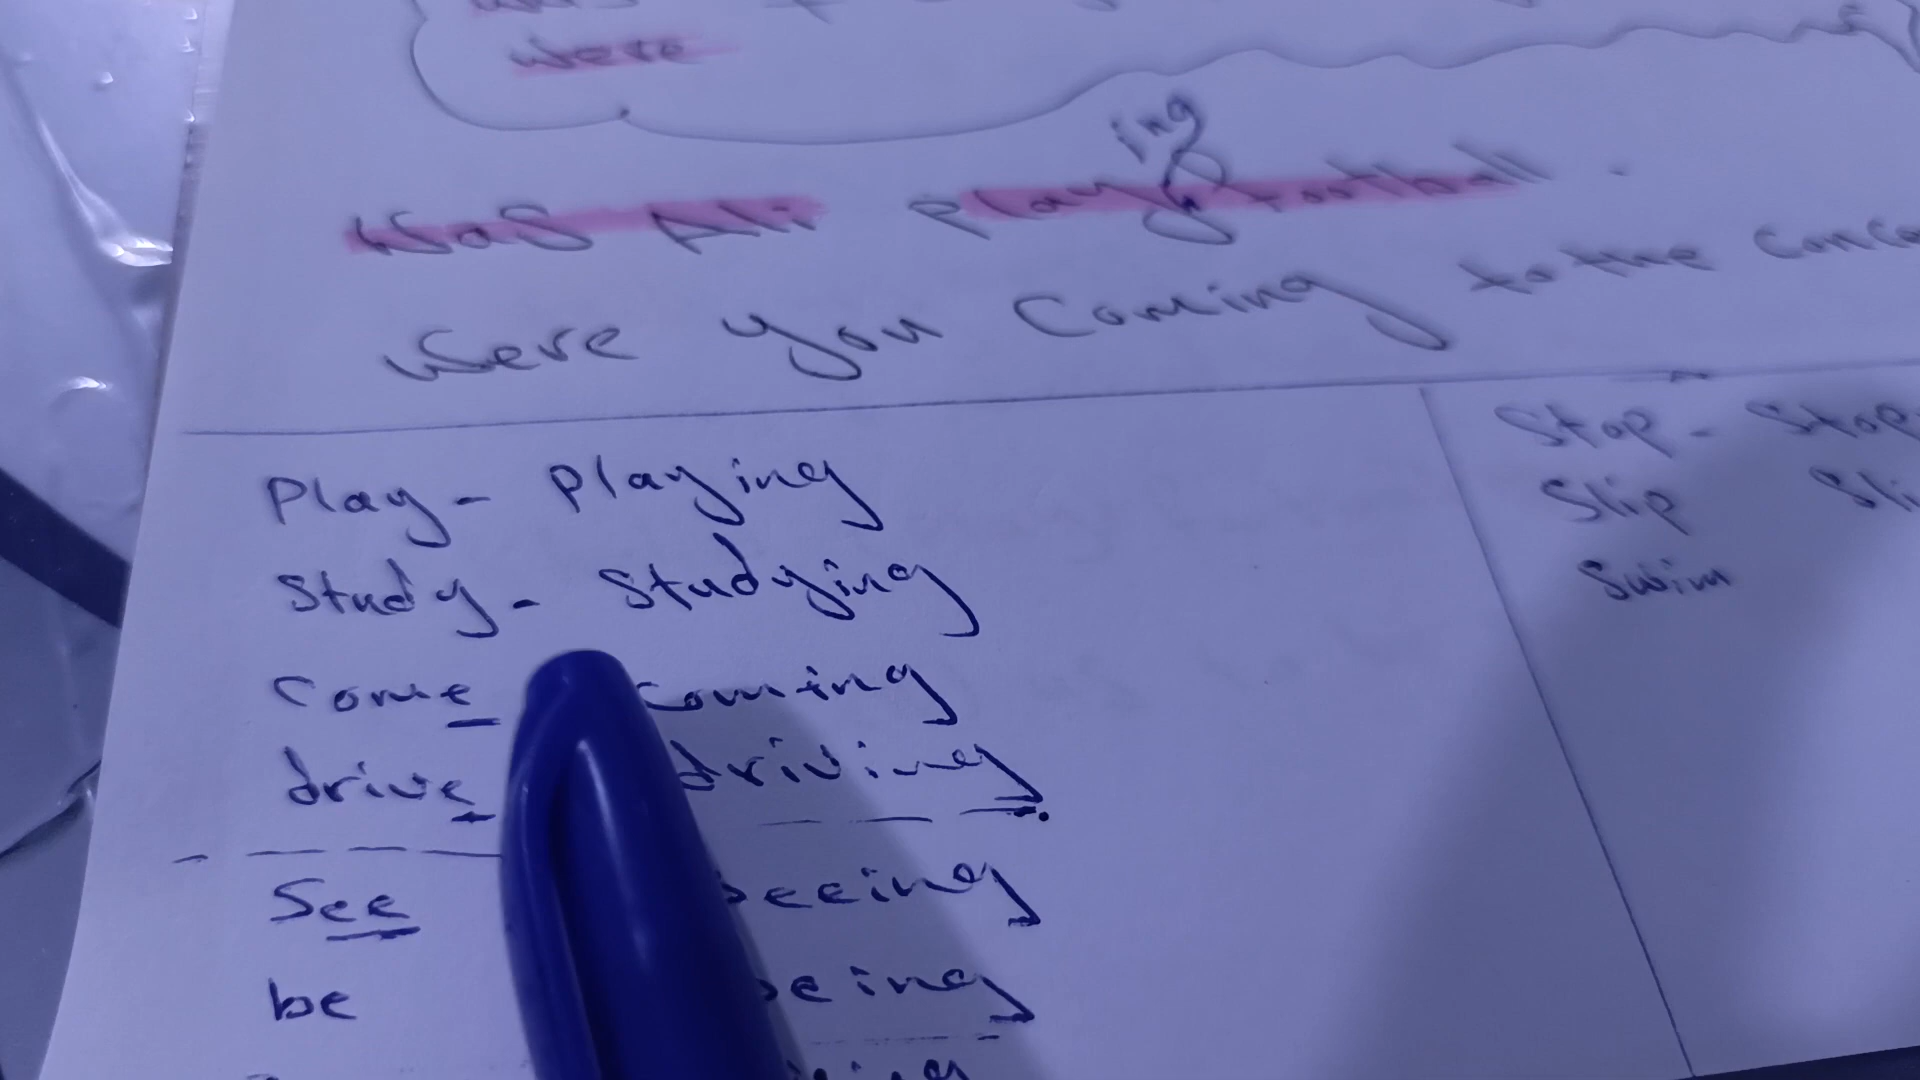 were
Was Ali playing football.
ing
Were you coming to the
Play - Playing
Study - Studying
Come coming
drive driving.
See seeing
be being
Stop - Stop
Slip Sli
Swim